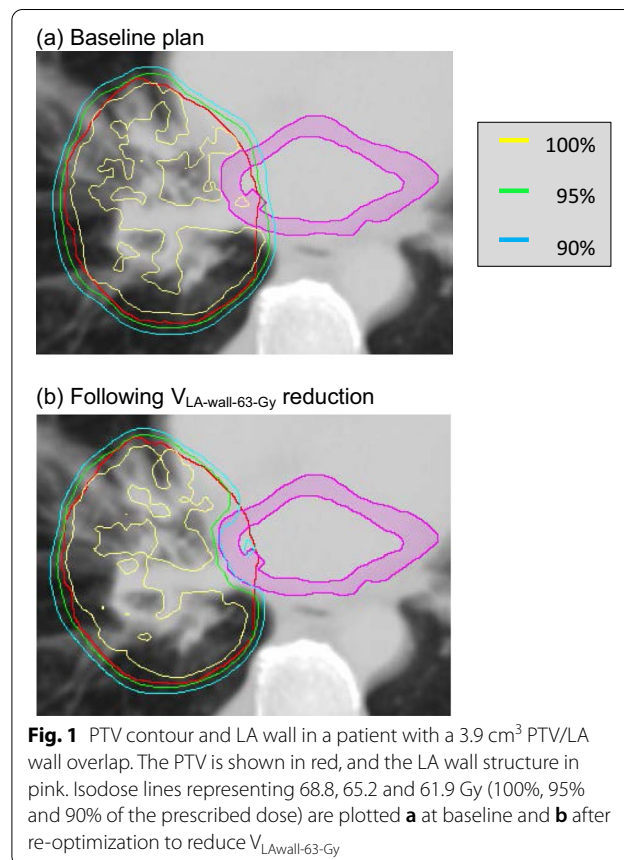 (a) Baseline plan
100%
95%
90%
(b) Following VLA-wall-63-Gy reduction
Fig. 1 PTV contour and LA wall in a patient with a 3.9 cm³ PTV/LA
wall overlap. The PTV is shown in red, and the LA wall structure in
pink. Isodose lines representing 68.8, 65.2 and 61.9 Gy (100%, 95%
and 90% of the prescribed dose) are plotted a at baseline and b after
re-optimization to reduce VLAwall-63-Gy